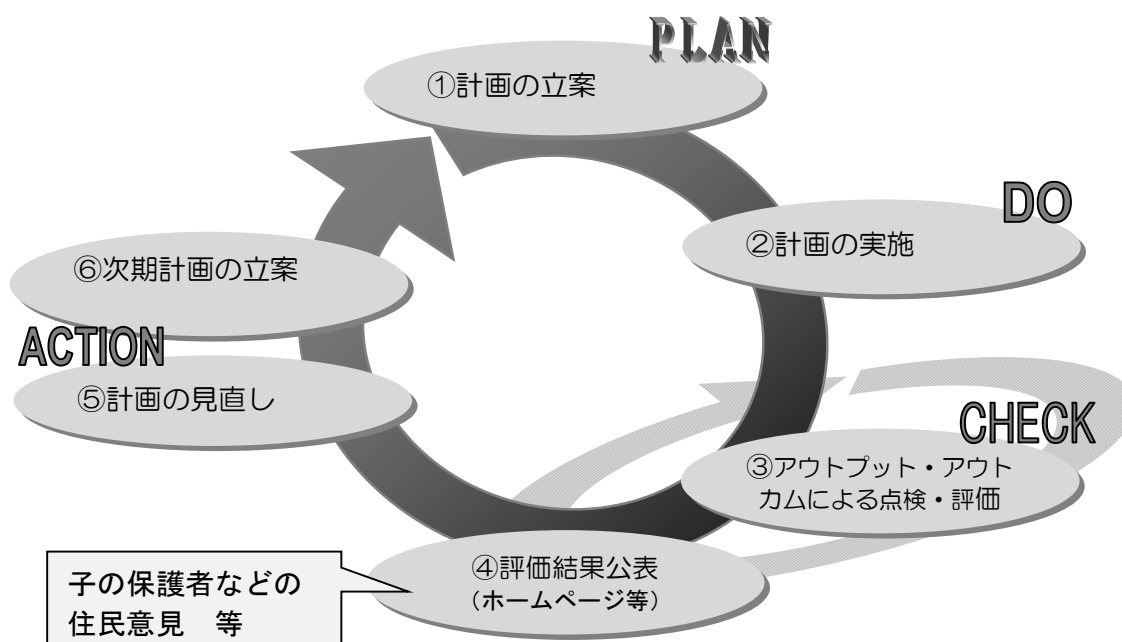 PLAN
①計画の立案
DO
②計画の実施
CHECK
③アウトプット・アウト
カムによる点検・評価
④評価結果公表
（ホームページ等）
子の保護者などの
住民意見　等
ACTION
⑤計画の見直し
⑥次期計画の立案